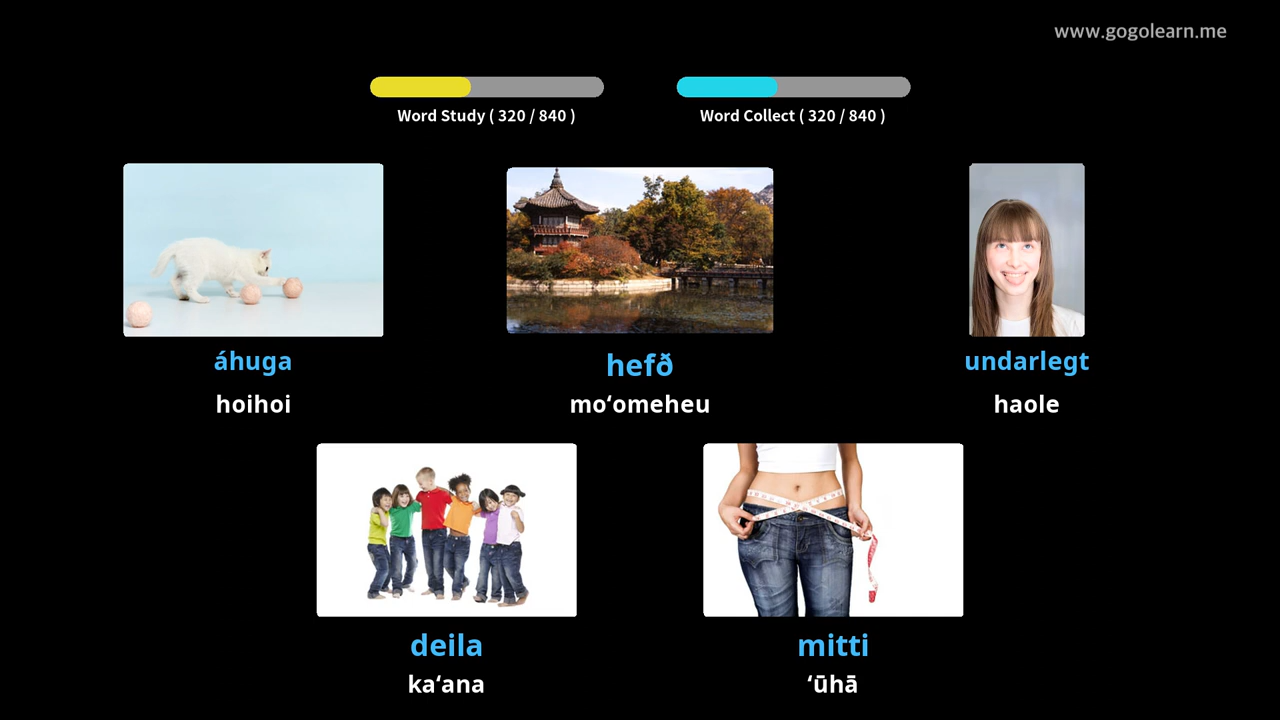 www.gogolearn.me
Word Study ( 320 / 840 )
Word Collect ( 320 / 840 )
áhuga
hoihoi
hefð
moʻomeheu
undarlegt
haole
deila
kaʻana
mitti
ʻūhā